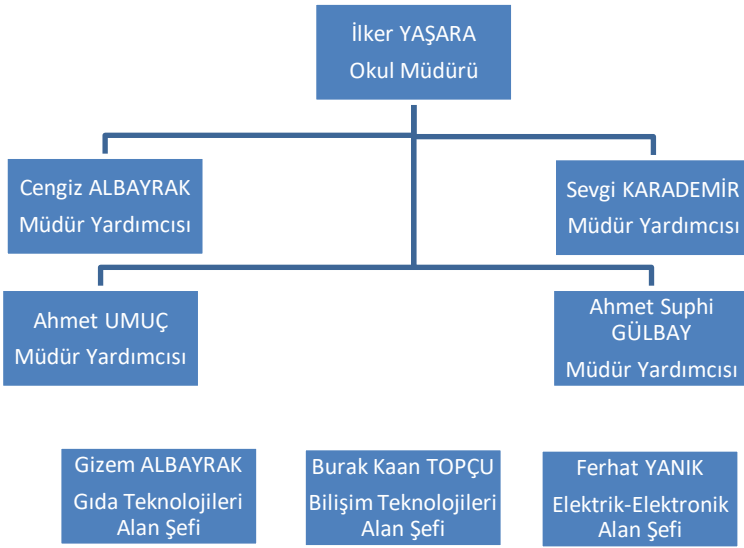 İlker YAŞARA
Okul Müdürü
Cengiz ALBAYRAK
Müdür Yardımcısı
Sevgi KARADEMİR
Müdür Yardımcısı
Ahmet UMUÇ
Müdür Yardımcısı
Ahmet Suphi
GÜLBAY
Müdür Yardımcısı
Gizem ALBAYRAK
Gıda Teknolojileri
Alan Şefi
Burak Kaan TOPÇU
Bilişim Teknolojileri
Alan Şefi
Ferhat YANIK
Elektrik-Elektronik
Alan Şefi